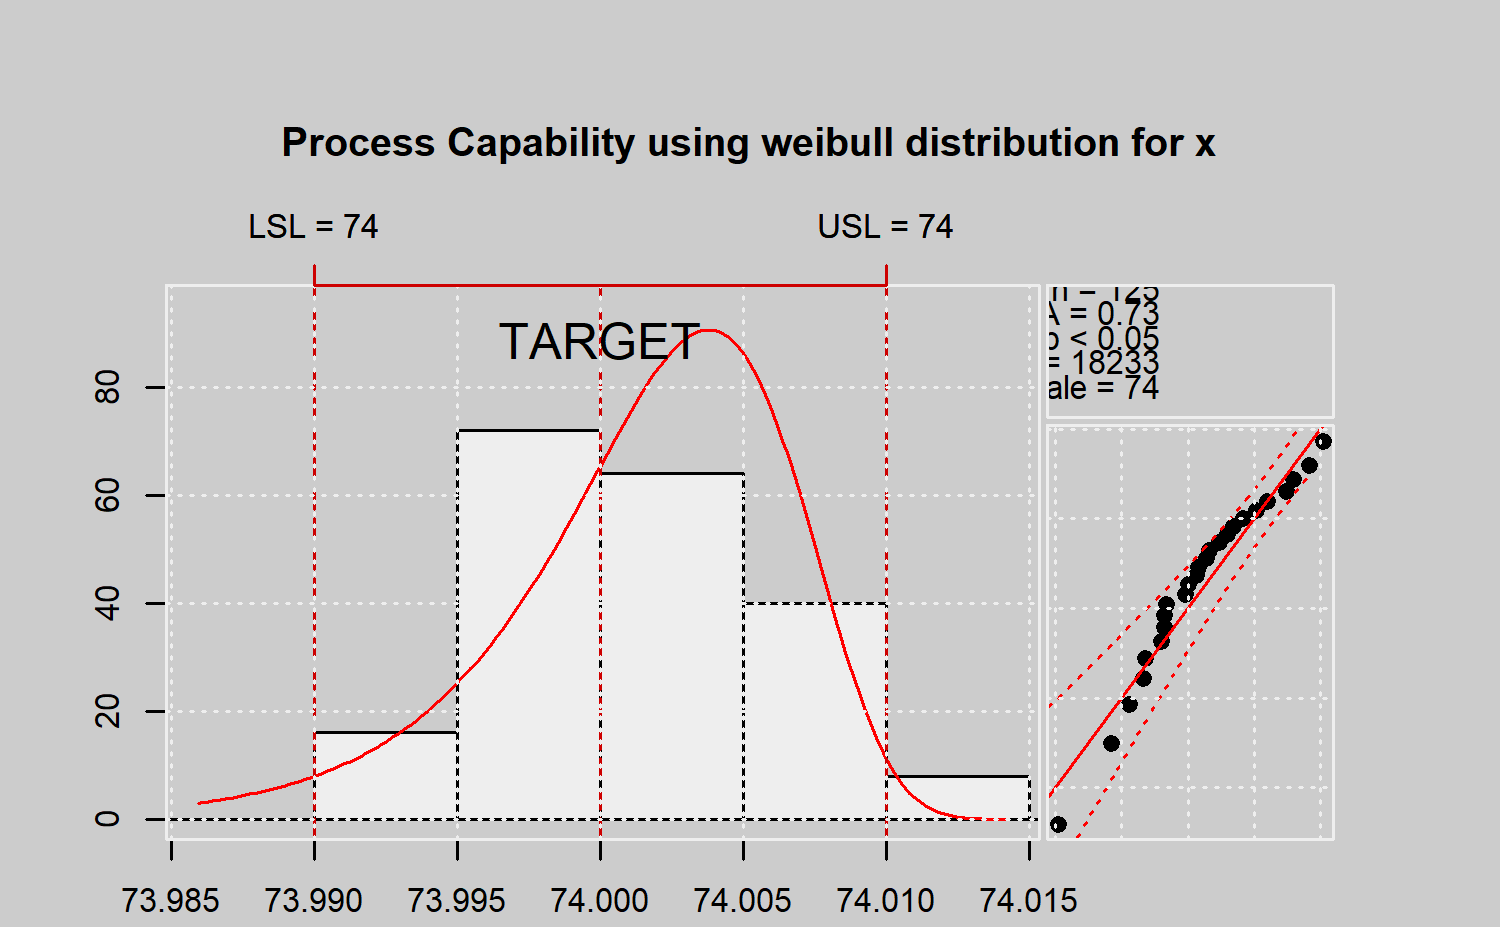 Process Capability using weibull distribution for x
LSL = 74
USL = 74
TARGET
80
60
40
20
0
73.985 73.990 73.995 74.000 74.005 74.010 74.015
n = 125
A = 0.73
p < 0.05
= 18233
ale = 74